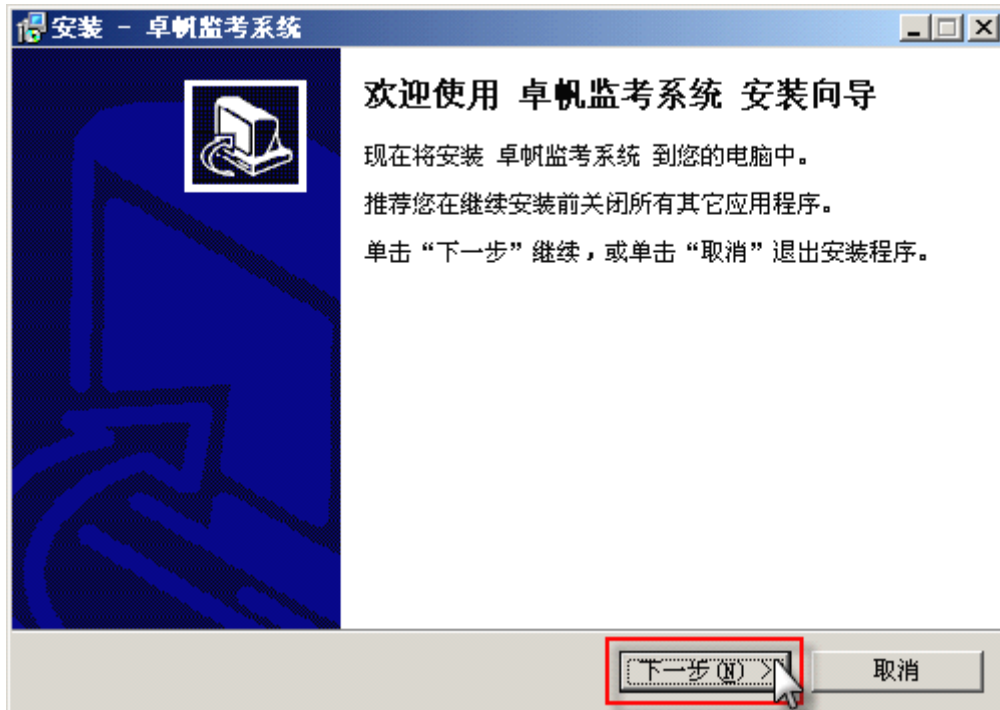 安装 - 卓帆监考系统
欢迎使用 卓帆监考系统 安装向导
现在将安装 卓帆监考系统 到您的电脑中。
推荐您在继续安装前关闭所有其它应用程序。
单击“下一步”继续，或单击“取消”退出安装程序。
下一步(N) >
取消